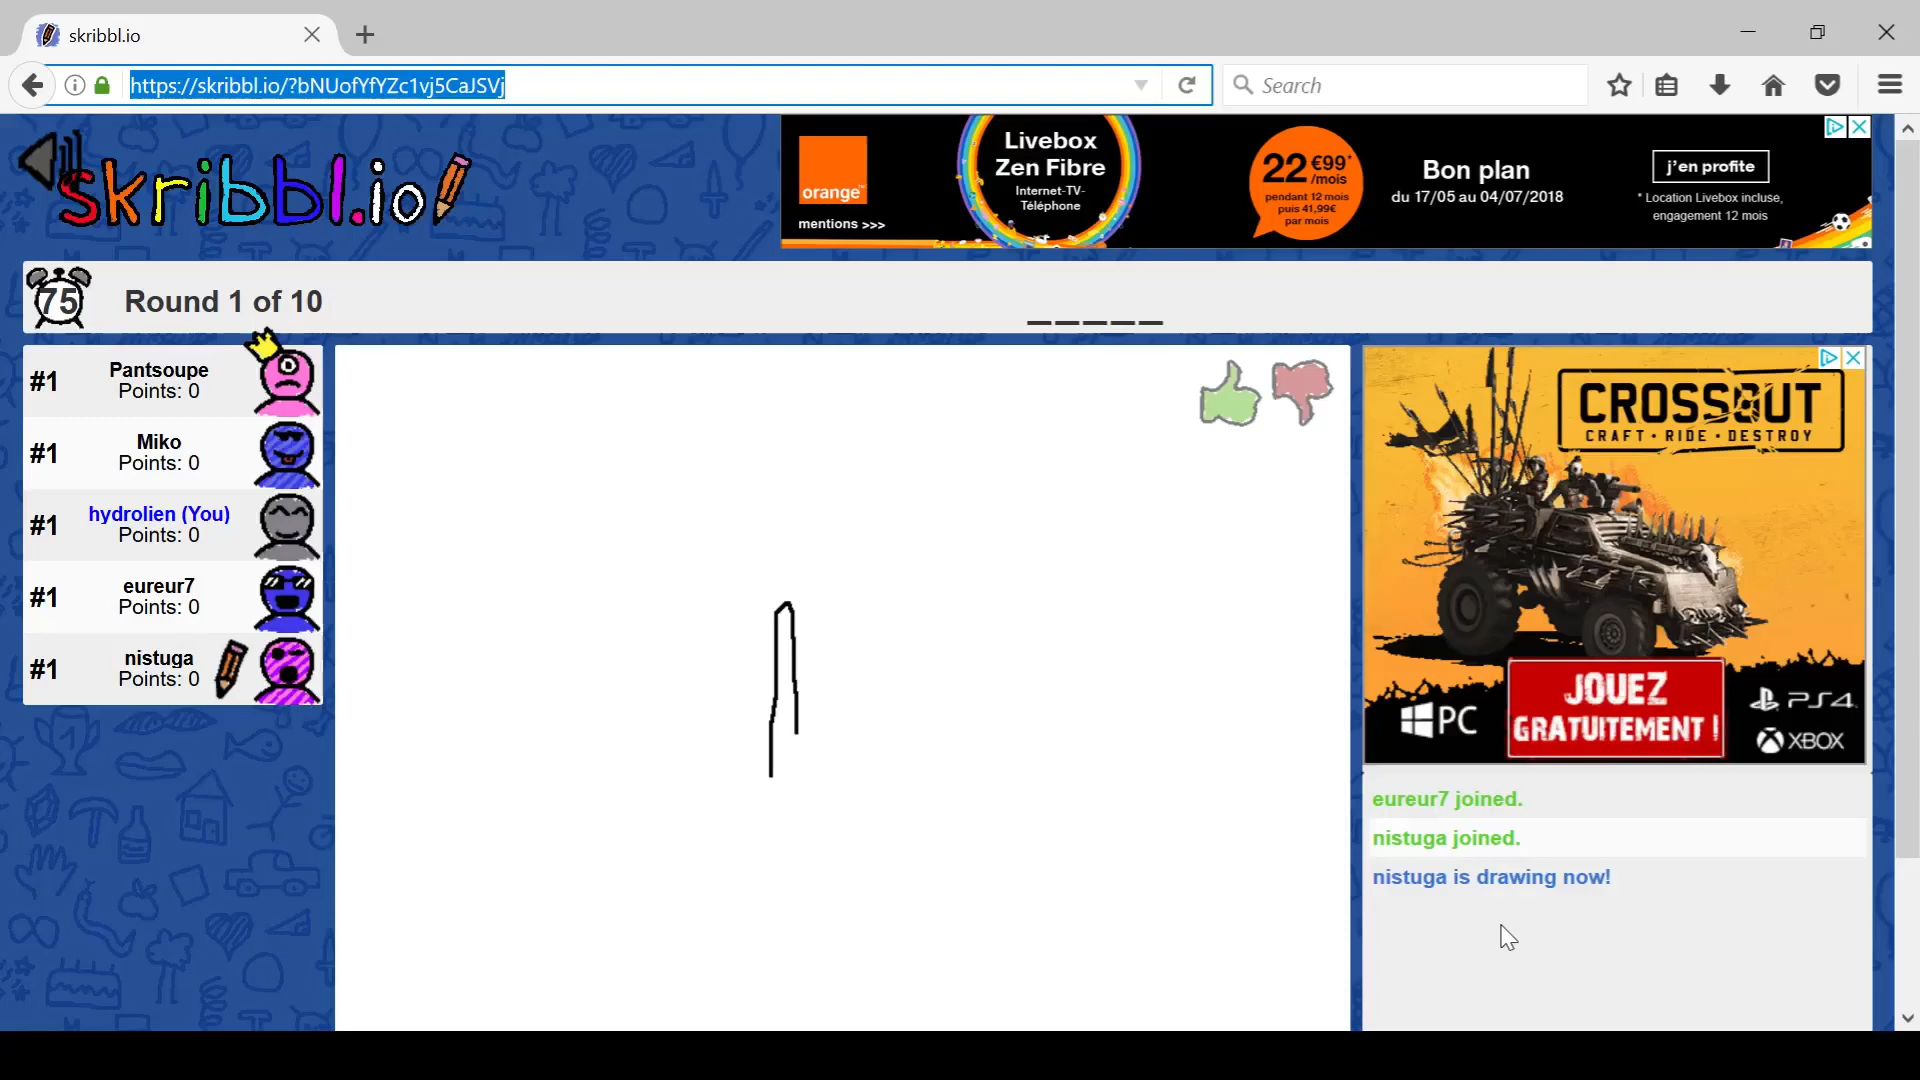 skribbl.io
https://skribbl.io/?bNUofYfYZc1vj5CaJSVj
Search
skribbl.io
orange™
mentions >>>
Livebox
Zen Fibre
Internet-TV-
Téléphone
22€99*
/mois
pendant 12 mois
puis 41,99€
par mois
Bon plan
du 17/05 au 04/07/2018
j'en profite
* Location Livebox incluse,
engagement 12 mois
75
Round 1 of 10
_ _ _ _ _
#1
Pantsoupe
Points: 0
#1
Miko
Points: 0
#1
hydrolien (You)
Points: 0
#1
eureur7
Points: 0
#1
nistuga
Points: 0
CROSSOUT
CRAFT • RIDE • DESTROY
PC
JOUEZ
GRATUITEMENT !
PS4
XBOX
eureur7 joined.
nistuga joined.
nistuga is drawing now!